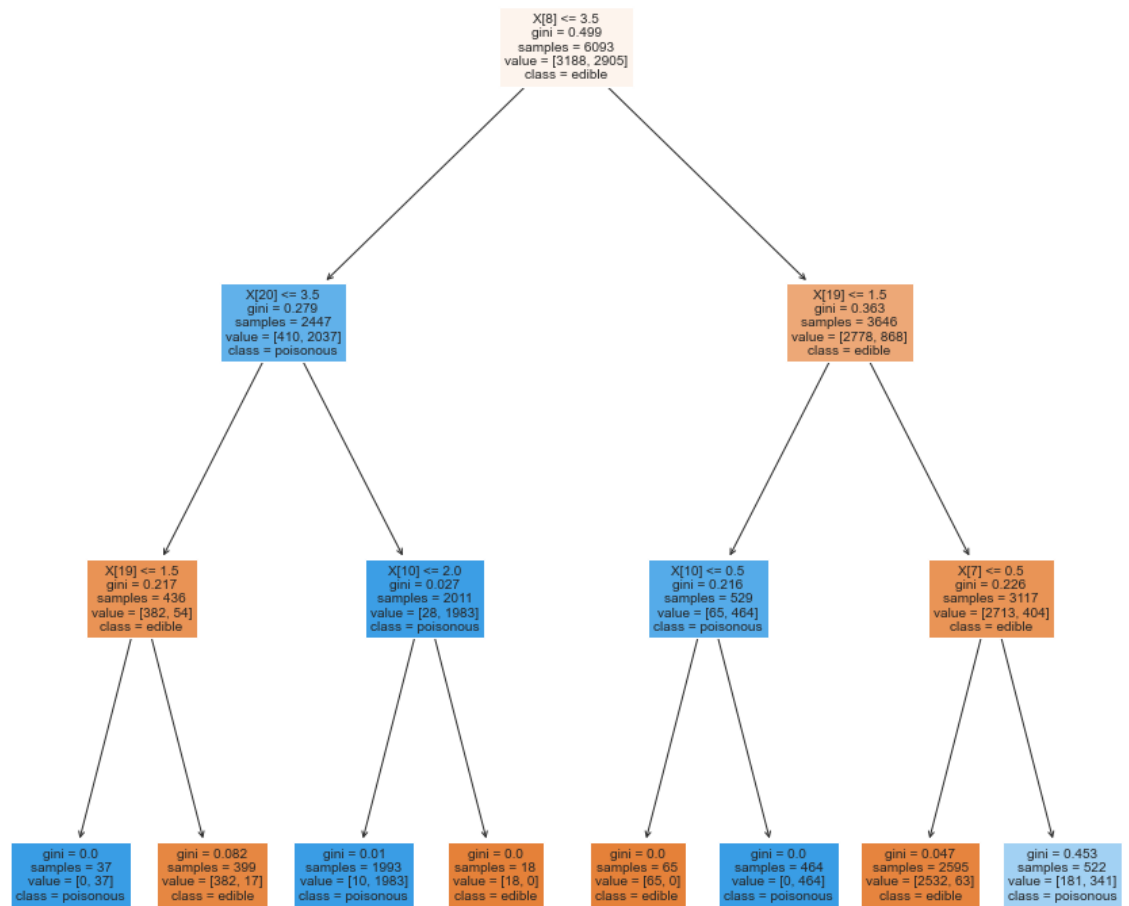 X[8] <= 3.5
gini = 0.499
samples = 6093
value = [3188, 2905]
class = edible
X[20] <= 3.5
gini = 0.279
samples = 2447
value = [410, 2037]
class = poisonous
X[19] <= 1.5
gini = 0.363
samples = 3646
value = [2778, 868]
class = edible
X[19] <= 1.5
gini = 0.217
samples = 436
value = [382, 54]
class = edible
X[10] <= 2.0
gini = 0.027
samples = 2011
value = [28, 1983]
class = poisonous
X[10] <= 0.5
gini = 0.216
samples = 529
value = [65, 464]
class = poisonous
X[7] <= 0.5
gini = 0.226
samples = 3117
value = [2713, 404]
class = edible
gini = 0.0
samples = 37
value = [0, 37]
class = poisonous
gini = 0.082
samples = 399
value = [382, 17]
class = edible
gini = 0.01
samples = 1993
value = [10, 1983]
class = poisonous
gini = 0.0
samples = 18
value = [18, 0]
class = edible
gini = 0.0
samples = 65
value = [65, 0]
class = edible
gini = 0.0
samples = 464
value = [0, 464]
class = poisonous
gini = 0.047
samples = 2595
value = [2532, 63]
class = edible
gini = 0.453
samples = 522
value = [181, 341]
class = poisonous